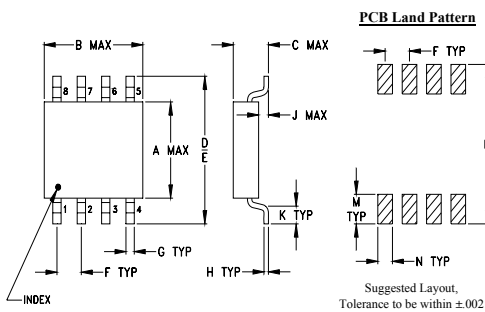 PCB Land Pattern
B MAX
C MAX
F TYP
8 7 6 5
J MAX
A MAX
D
E
1 2 3 4
K TYP
M
TYP
G TYP
F TYP
H TYP
N TYP
INDEX
Suggested Layout,
Tolerance to be within ±.002